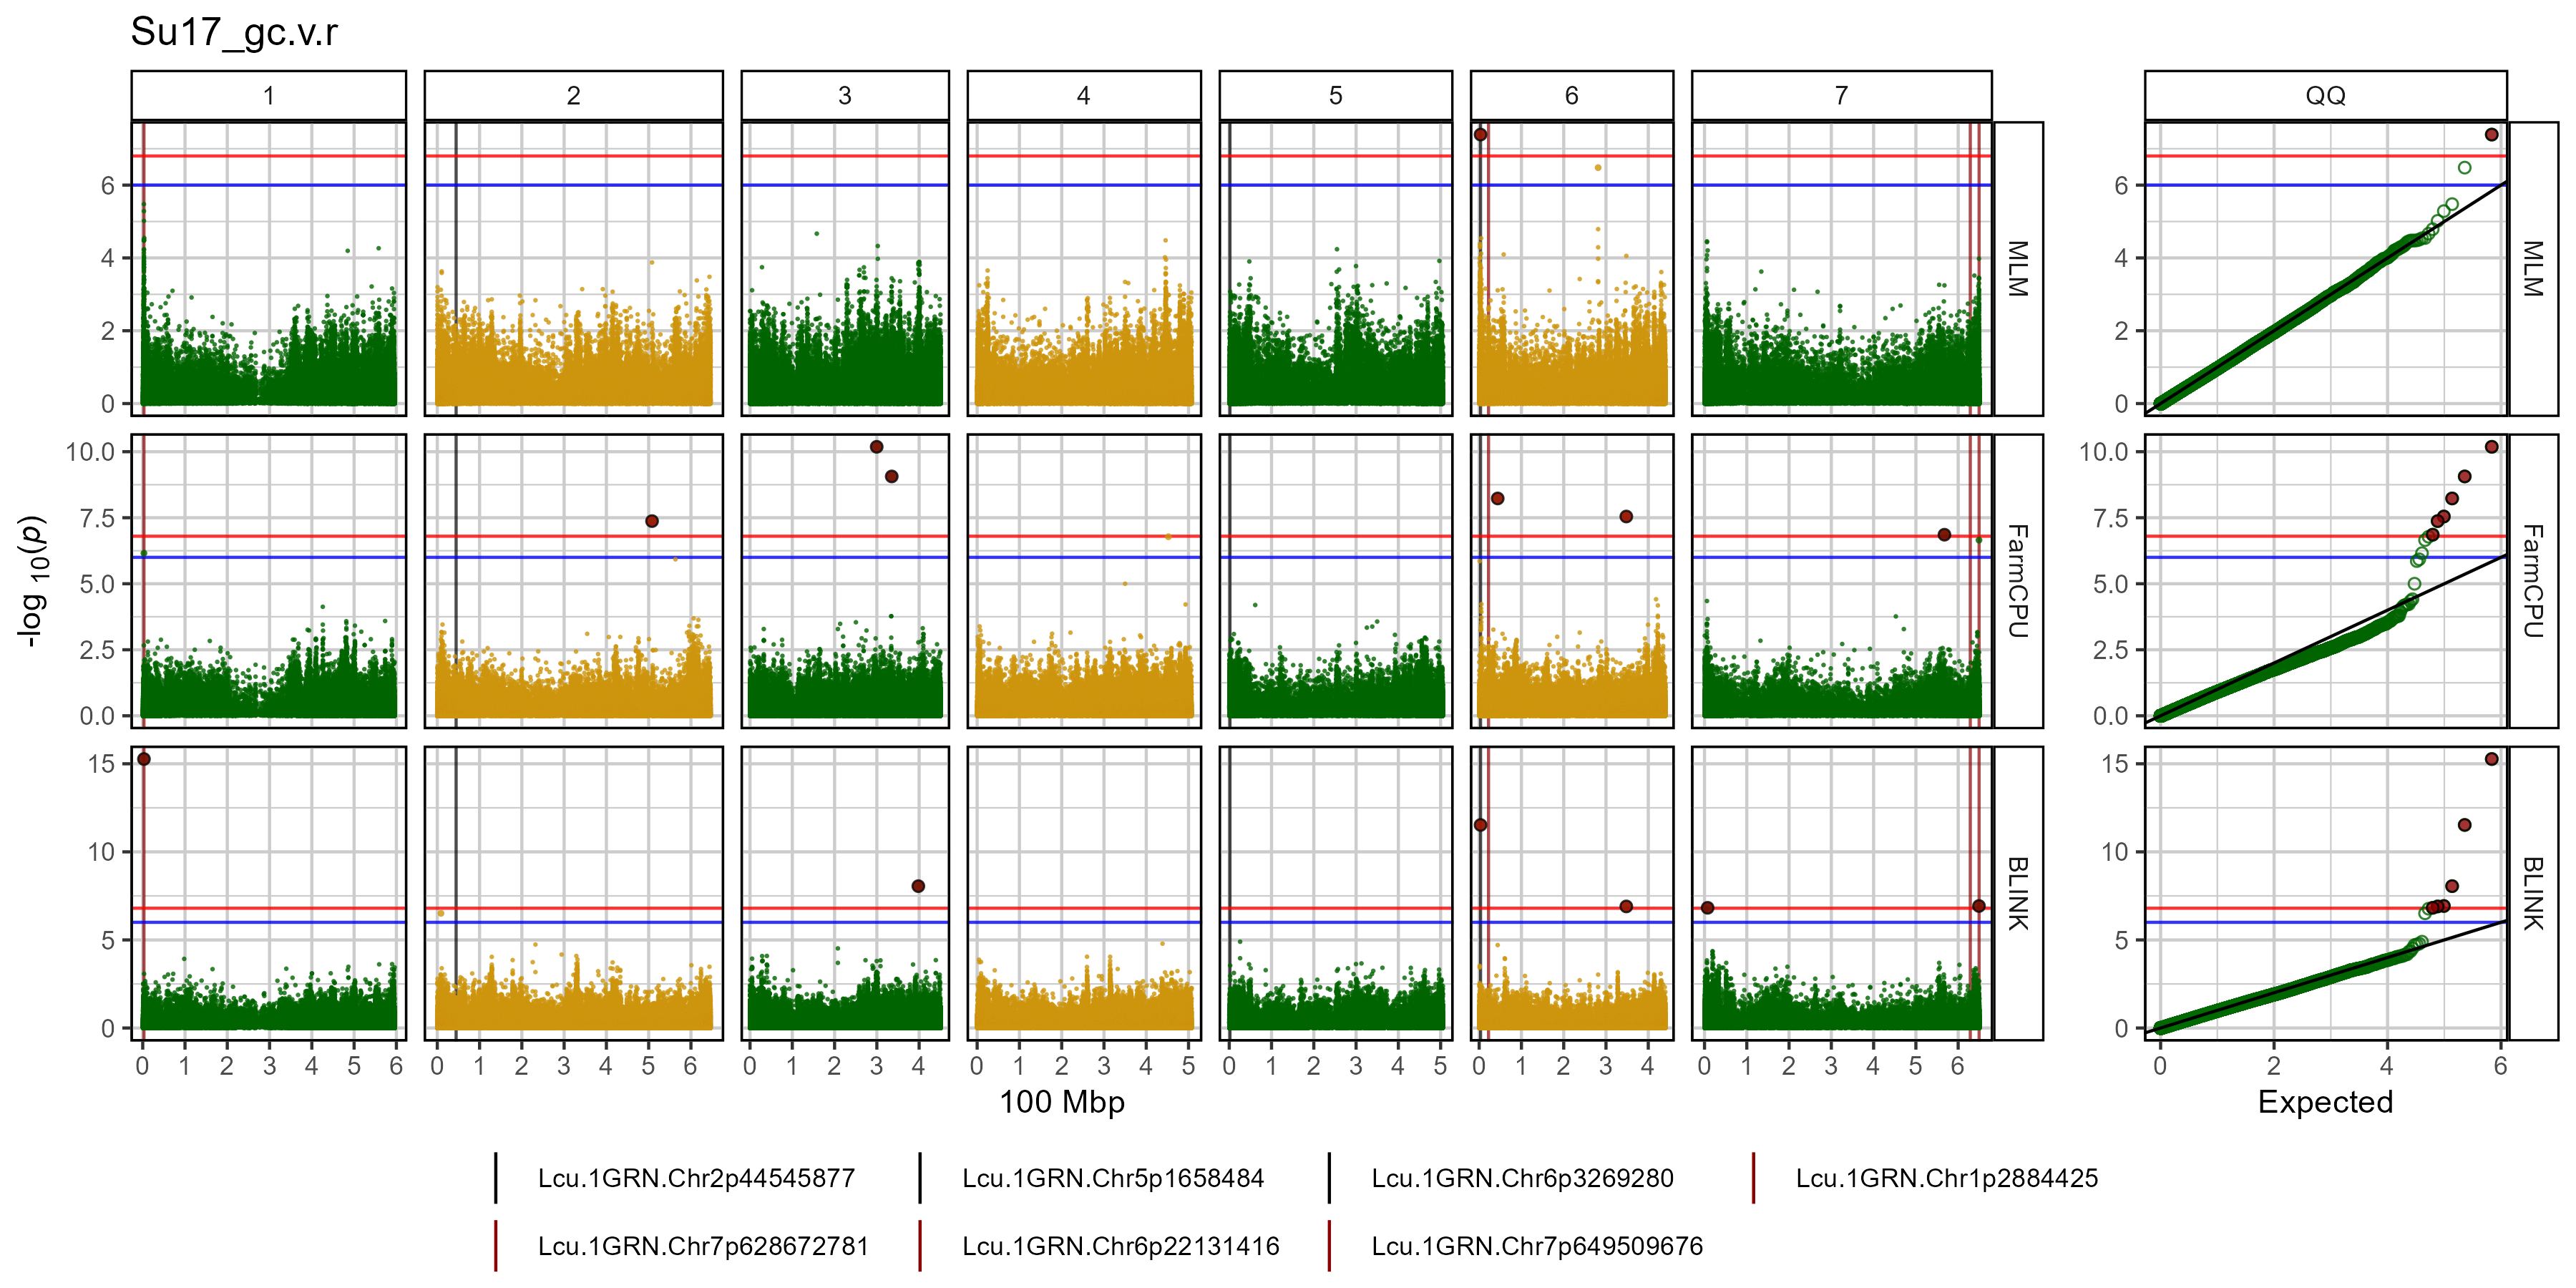 Su17_gc.v.r
1 2 3 4 5 6 7 QQ
6
4
2
0
MLM
6
4
2
0
MLM
-log 10(p)
10.0
7.5
5.0
2.5
0.0
FarmCPU
10.0
7.5
5.0
2.5
0.0
FarmCPU
15
10
5
0
BLINK
15
10
5
0
BLINK
0 1 2 3 4 5 6 0 1 2 3 4 5 6 0 1 2 3 4 0 1 2 3 4 5 0 1 2 3 4 5 0 1 2 3 4 0 1 2 3 4 5 6 0 2 4 6
100 Mbp Expected
Lcu.1GRN.Chr2p44545877 Lcu.1GRN.Chr5p1658484 Lcu.1GRN.Chr6p3269280 Lcu.1GRN.Chr1p2884425
Lcu.1GRN.Chr7p628672781 Lcu.1GRN.Chr6p22131416 Lcu.1GRN.Chr7p649509676